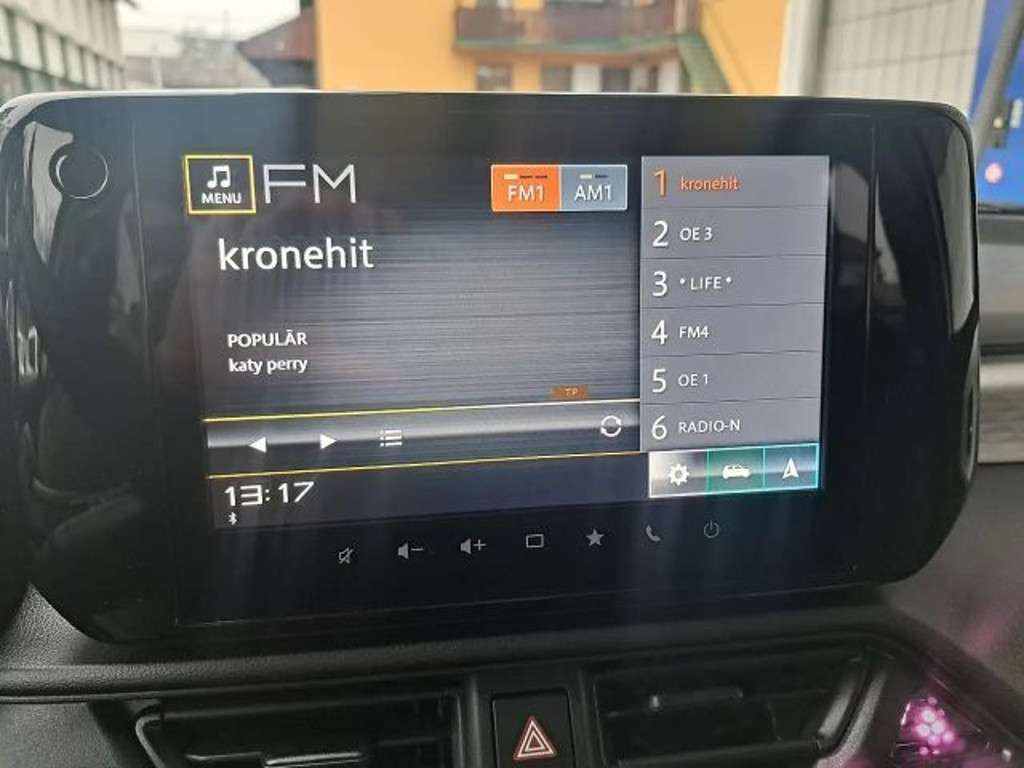 MENU
FM
FM1
AM1
kronehit
POPULÄR
katy perry
TP
1 kronehit
2 OE 3
3 * LIFE *
4 FM4
5 OE 1
6 RADIO-N
13:17